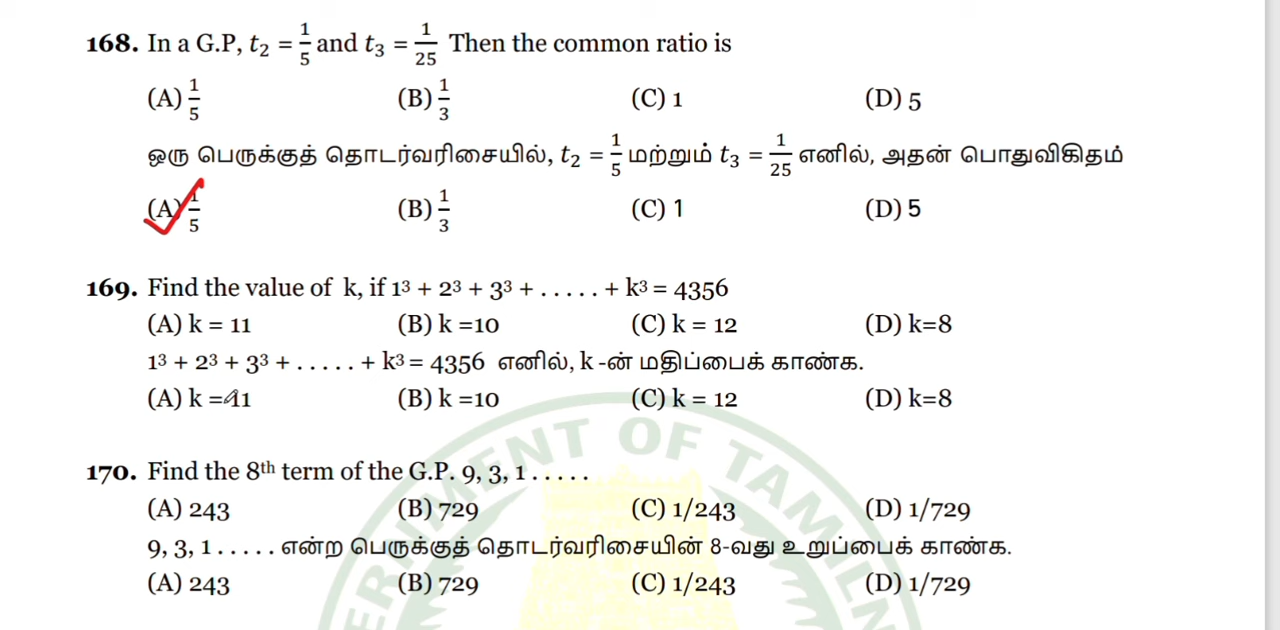 168. In a G.P, t₂ = 1/5 and t₃ = 1/25 Then the common ratio is
(A) 1/5 (B) 1/3 (C) 1 (D) 5
ஒரு பெருக்குத் தொடர்வரிசையில், t₂ = 1/5 மற்றும் t₃ = 1/25 எனில், அதன் பொதுவிகிதம்
(A) 1/5 (B) 1/3 (C) 1 (D) 5
169. Find the value of k, if 1³ + 2³ + 3³ + . . . . . + k³ = 4356
(A) k = 11 (B) k =10 (C) k = 12 (D) k=8
1³ + 2³ + 3³ + . . . . . + k³ = 4356 எனில், k -ன் மதிப்பைக் காண்க.
(A) k =11 (B) k =10 (C) k = 12 (D) k=8
170. Find the 8th term of the G.P. 9, 3, 1 . . . . .
(A) 243 (B) 729 (C) 1/243 (D) 1/729
9, 3, 1 . . . . . என்ற பெருக்குத் தொடர்வரிசையின் 8-வது உறுப்பைக் காண்க.
(A) 243 (B) 729 (C) 1/243 (D) 1/729
ERNMENT OF TAMILN